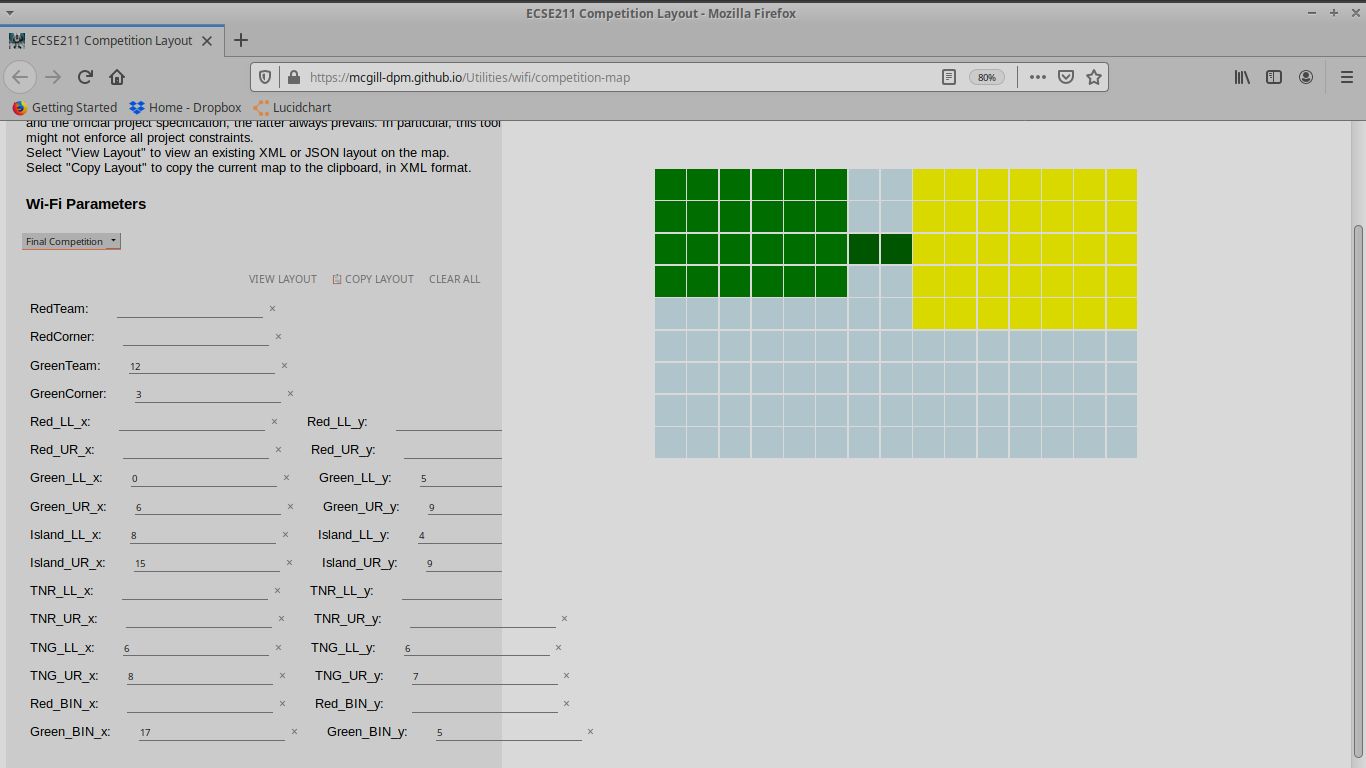 ECSE211 Competition Layout - Mozilla Firefox
ECSE211 Competition Layout
https://mcgill-dpm.github.io/Utilities/wifi/competition-map
80%
Getting Started
Home - Dropbox
Lucidchart
and the official project specification, the latter always prevails. In particular, this tool
might not enforce all project constraints.
Select "View Layout" to view an existing XML or JSON layout on the map.
Select "Copy Layout" to copy the current map to the clipboard, in XML format.
Wi-Fi Parameters
Final Competition
VIEW LAYOUT COPY LAYOUT CLEAR ALL
RedTeam: ×
RedCorner: ×
GreenTeam: 12 ×
GreenCorner: 3 ×
Red_LL_x: × Red_LL_y:
Red_UR_x: × Red_UR_y:
Green_LL_x: 0 × Green_LL_y: 5
Green_UR_x: 6 × Green_UR_y: 9
Island_LL_x: 8 × Island_LL_y: 4
Island_UR_x: 15 × Island_UR_y: 9
TNR_LL_x: × TNR_LL_y:
TNR_UR_x: × TNR_UR_y: ×
TNG_LL_x: 6 × TNG_LL_y: 6 ×
TNG_UR_x: 8 × TNG_UR_y: 7 ×
Red_BIN_x: × Red_BIN_y: ×
Green_BIN_x: 17 × Green_BIN_y: 5 ×